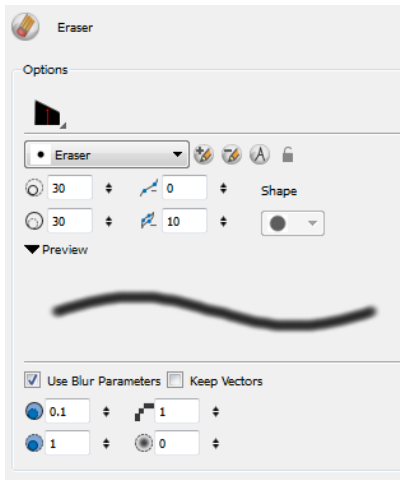 Eraser
Options
Eraser
30 0 Shape
30 10
Preview
Use Blur Parameters Keep Vectors
0.1 1
1 0